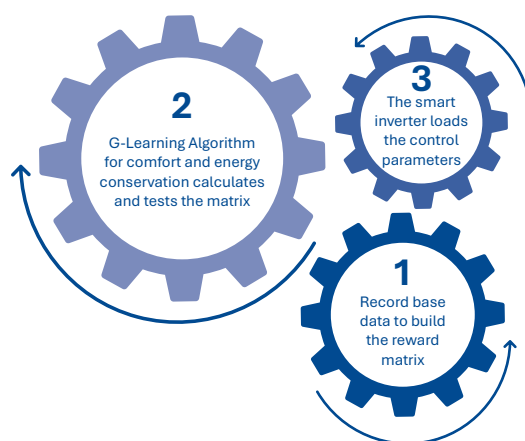 2
G-Learning Algorithm
for comfort and energy
conservation calculates
and tests the matrix
3
The smart
inverter loads
the control
parameters
1
Record base
data to build
the reward
matrix